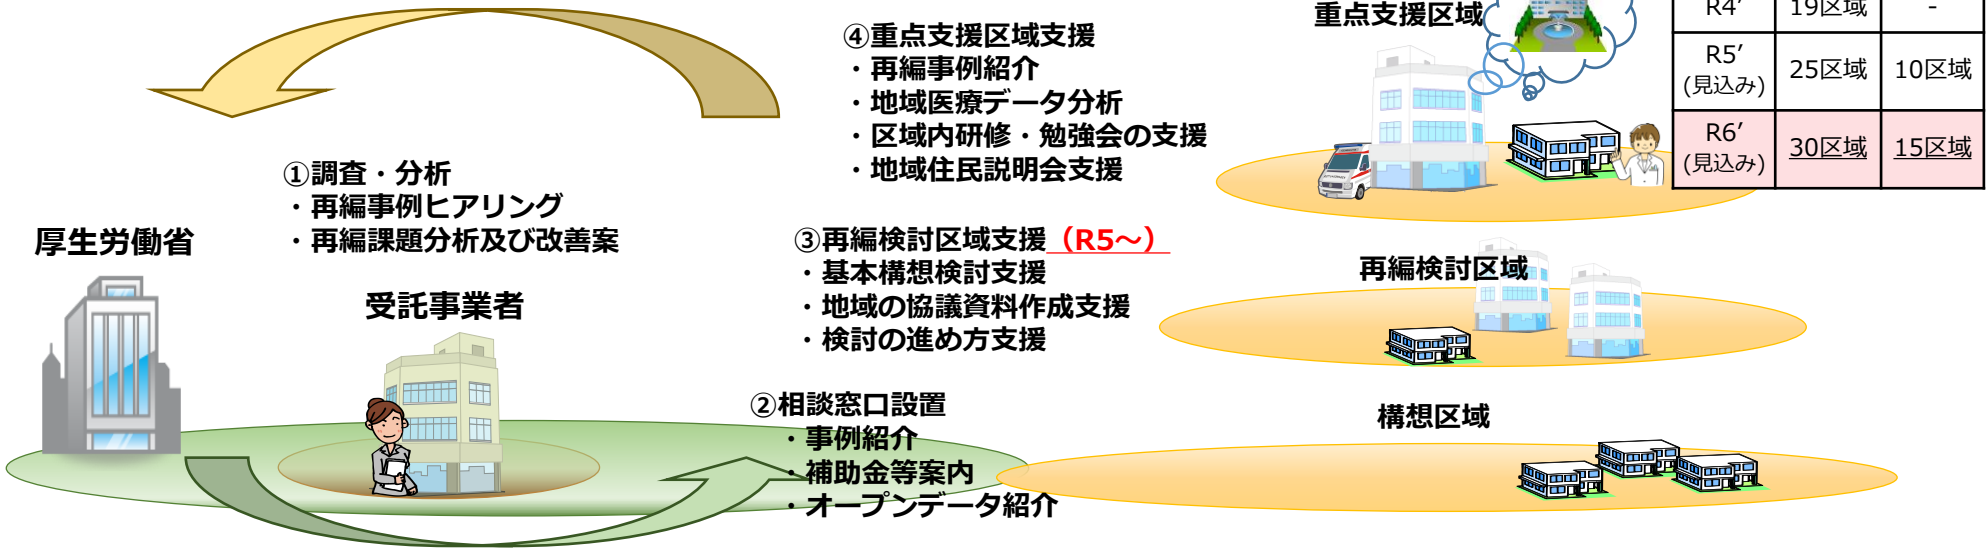 ④重点支援区域支援
・再編事例紹介
・地域医療データ分析
・区域内研修・勉強会の支援
・地域住民説明会支援
重点支援区域
R4’ 19区域 -
R5’
(見込み) 25区域 10区域
R6’
(見込み) 30区域 15区域
①調査・分析
・再編事例ヒアリング
・再編課題分析及び改善案
厚生労働省
受託事業者
③再編検討区域支援（R5～）
・基本構想検討支援
・地域の協議資料作成支援
・検討の進め方支援
再編検討区域
②相談窓口設置
・事例紹介
・補助金等案内
・オープンデータ紹介
構想区域